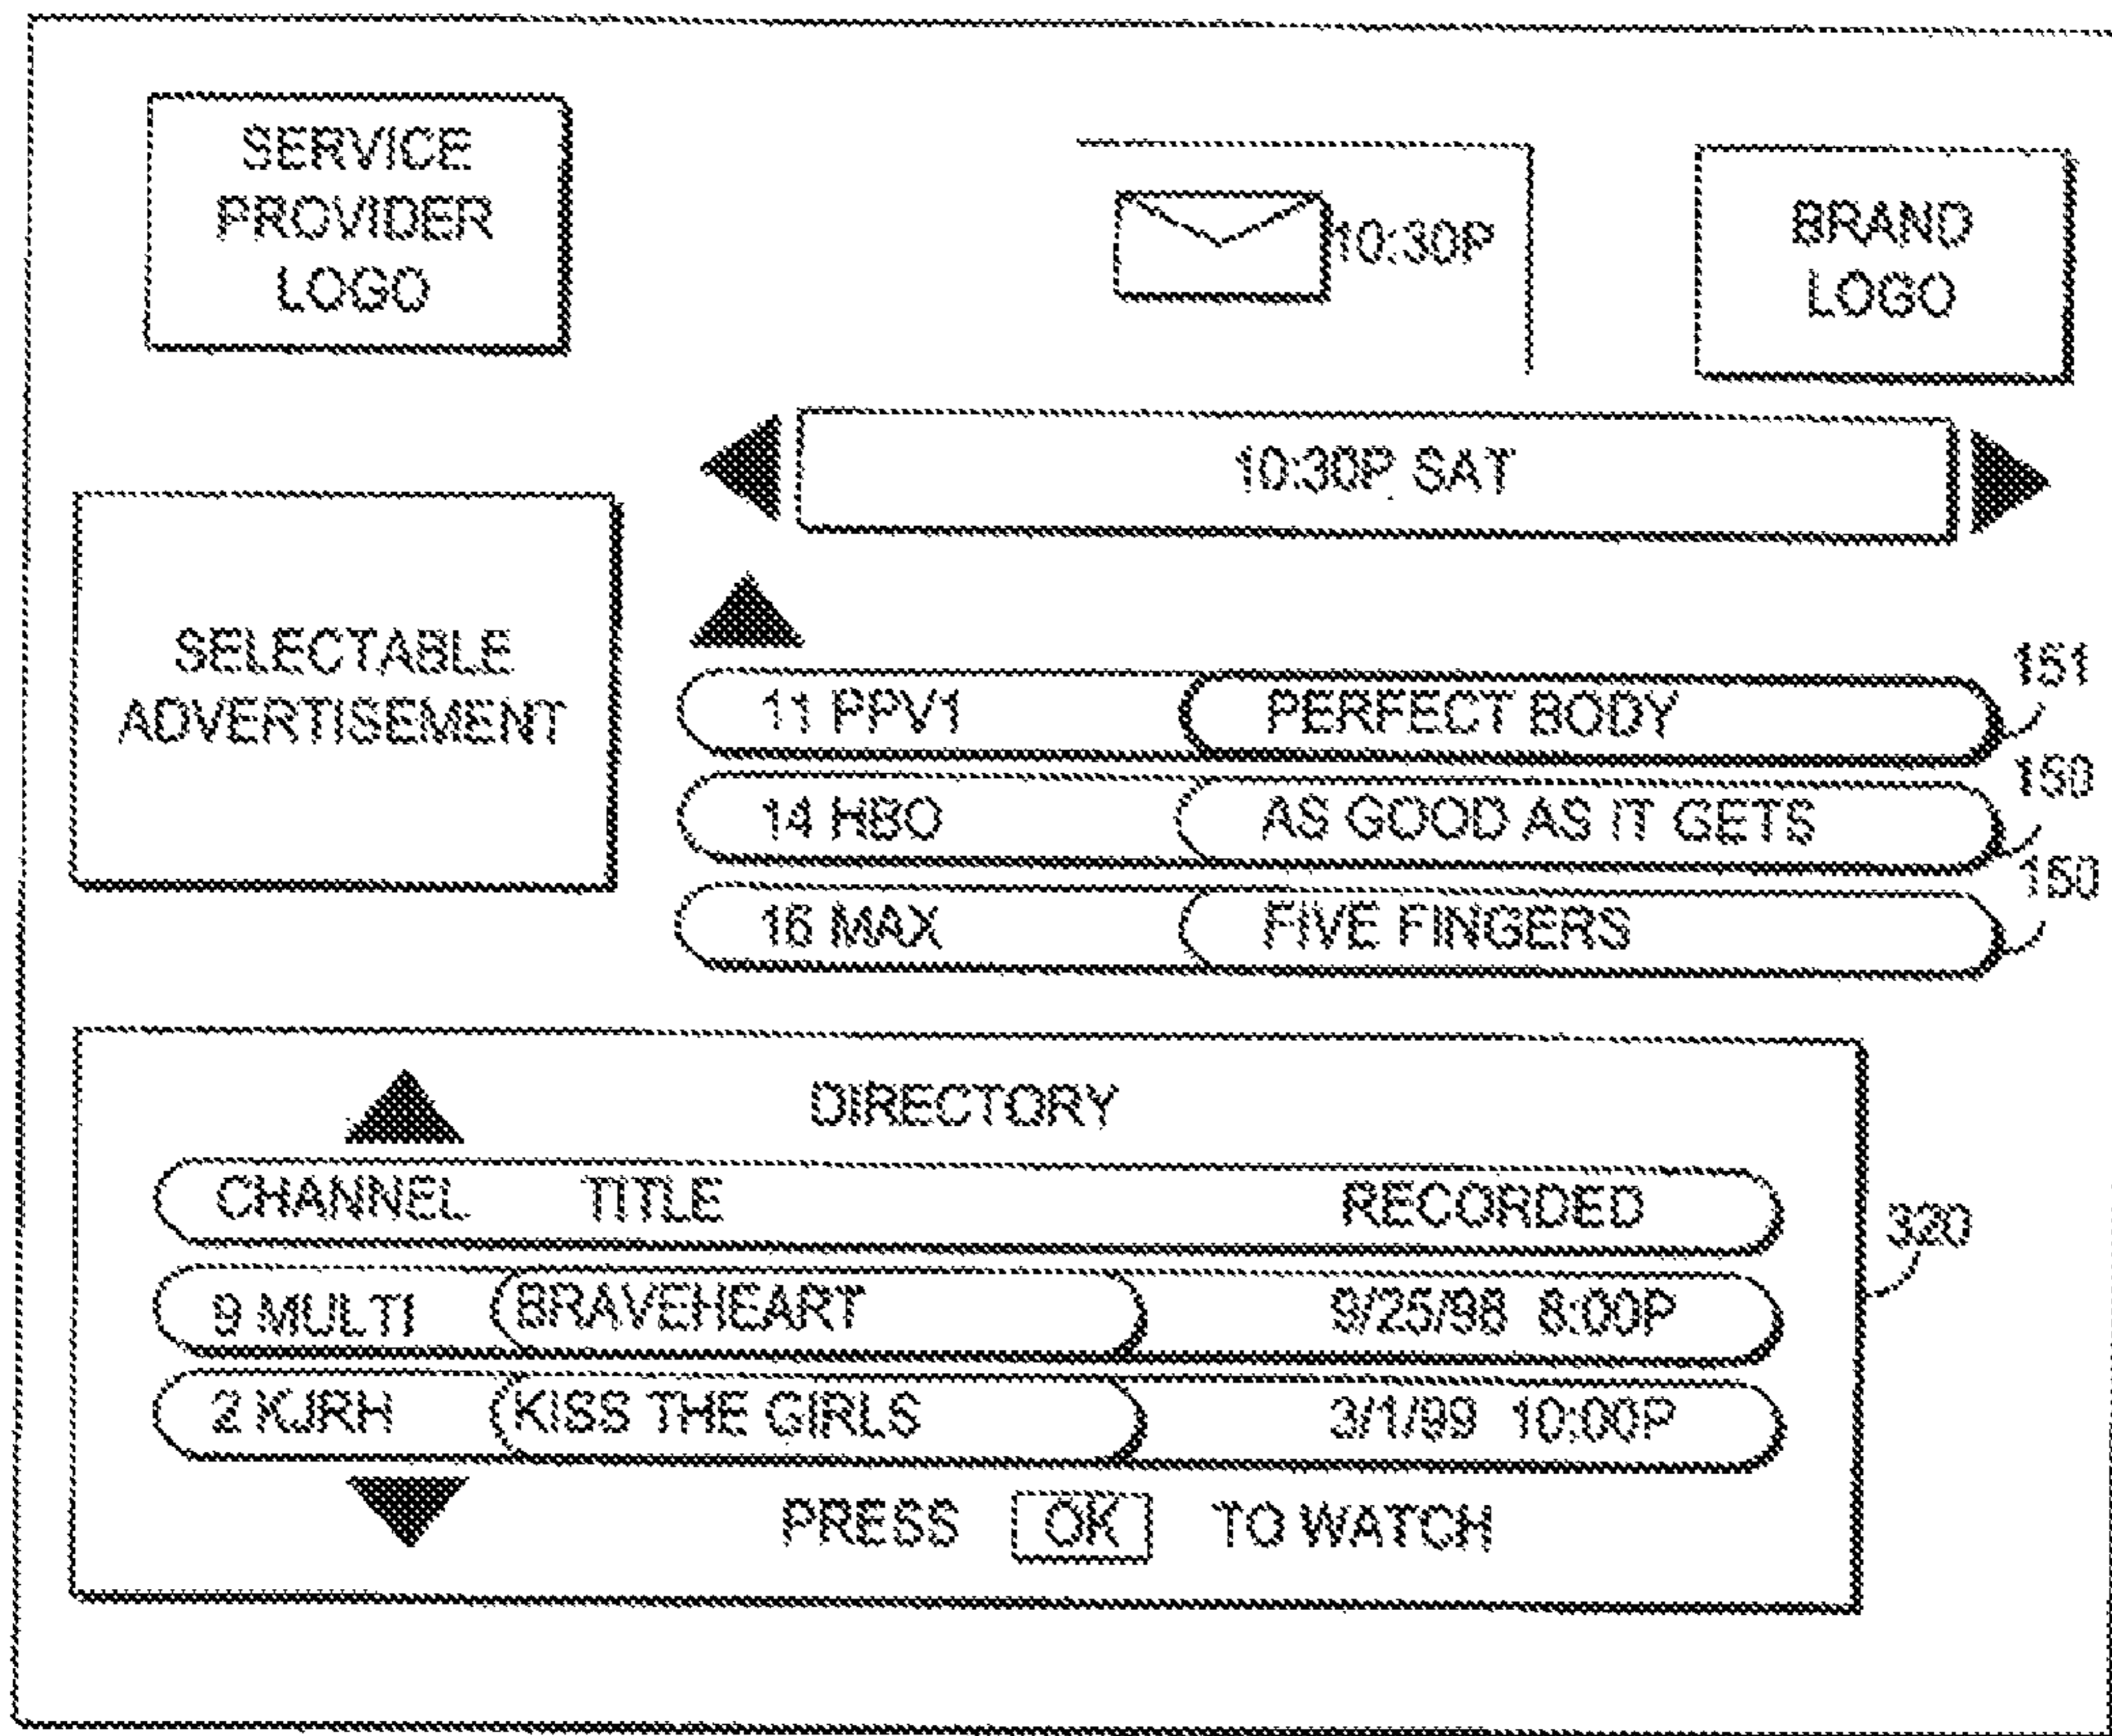 SERVICE
PROVIDER
LOGO
10:30P
BRAND
LOGO
10:30P SAT
SELECTABLE
ADVERTISEMENT
11 PPV1 PERFECT BODY
151
14 HBO AS GOOD AS IT GETS
150
16 MAX FIVE FINGERS
150
DIRECTORY
CHANNEL TITLE RECORDED
320
9 MULTI BRAVEHEART 9/25/98 8:00P
2 KJRH KISS THE GIRLS 3/1/99 10:00P
PRESS OK TO WATCH